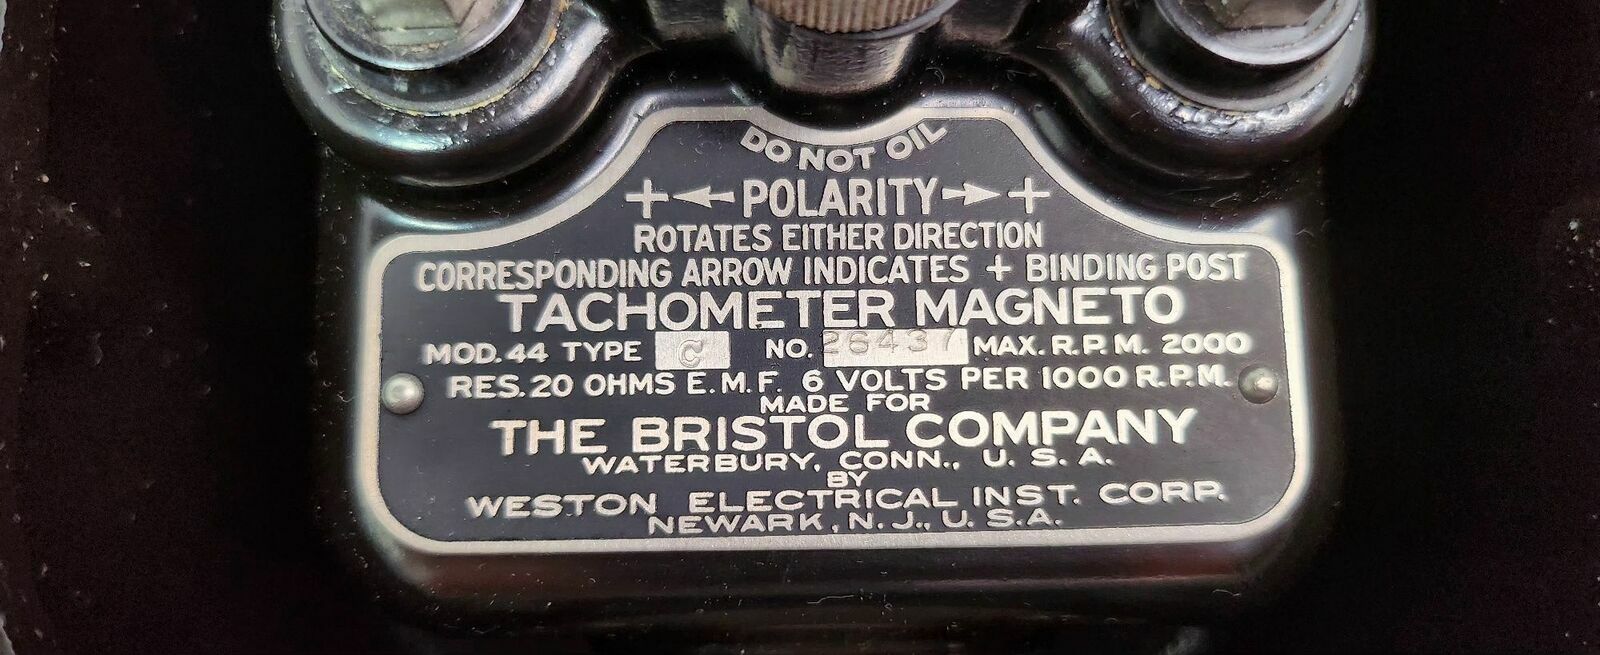 DO NOT OIL
+ ← POLARITY → +
ROTATES EITHER DIRECTION
CORRESPONDING ARROW INDICATES + BINDING POST
TACHOMETER MAGNETO
MOD. 44 TYPE C NO. 26437 MAX. R.P.M. 2000
RES. 20 OHMS E.M.F. 6 VOLTS PER 1000 R.P.M.
MADE FOR
THE BRISTOL COMPANY
WATERBURY, CONN., U. S. A.
BY
WESTON ELECTRICAL INST. CORP.
NEWARK, N. J., U. S. A.